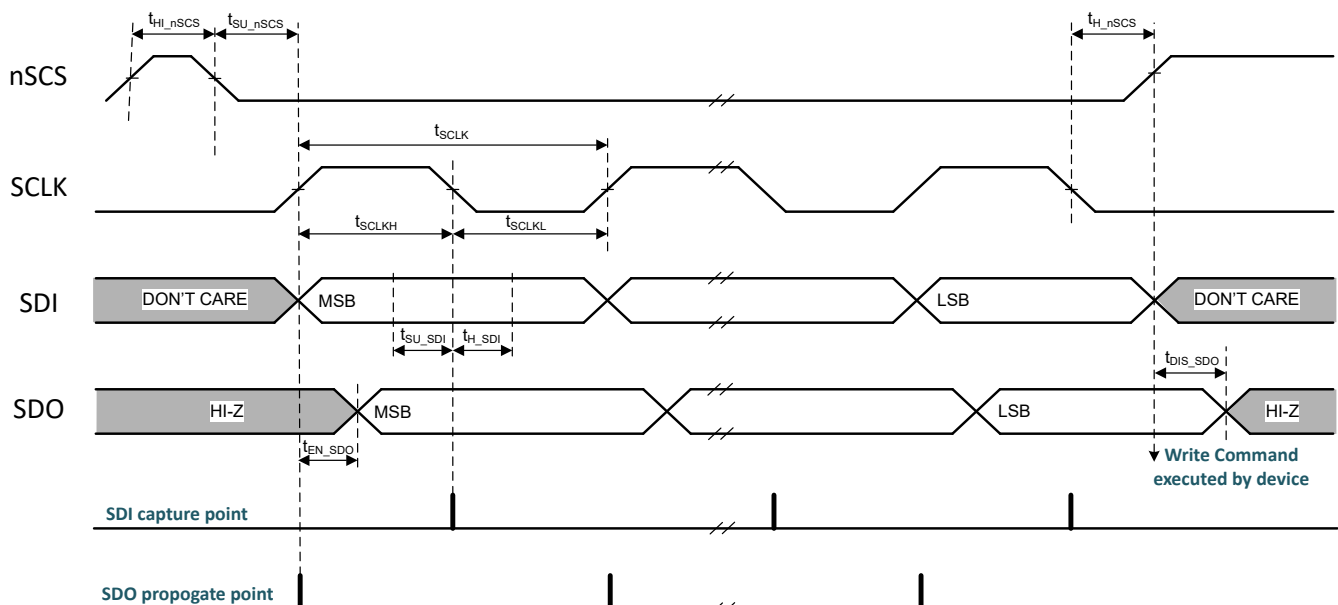 tHI_nSCS
tSU_nSCS
tH_nSCS
nSCS
tSCLK
SCLK
tSCLKH
tSCLKL
SDI
DON'T CARE
MSB
LSB
DON'T CARE
tSU_SDI
tH_SDI
tDIS_SDO
SDO
HI-Z
MSB
LSB
HI-Z
tEN_SDO
Write Command
executed by device
SDI capture point
SDO propogate point